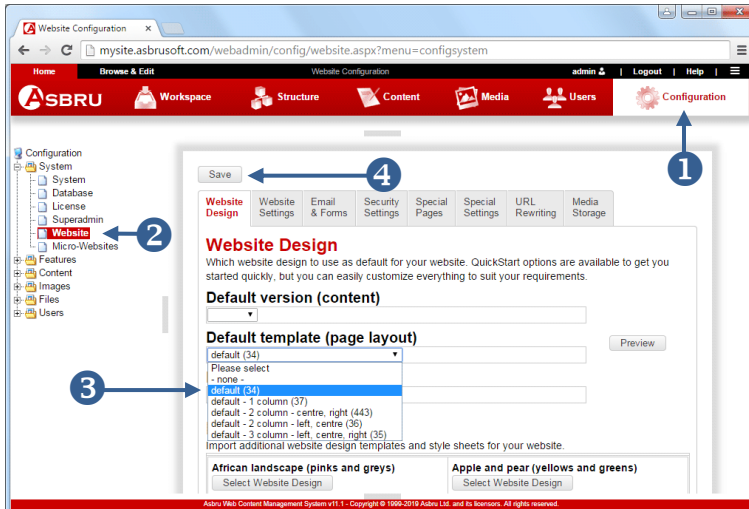 Website Configuration
mysite.asbrusoft.com/webadmin/config/website.aspx?menu=configsystem
Home Browse & Edit Website Configuration admin | Logout | Help |
ASBRU Workspace Structure Content Media Users Configuration
1
Configuration
System
System
Database
License
Superadmin
Website
Micro-Websites
Features
Content
Images
Files
Users
2
3
Save
4
Website Design
Website Settings
Email & Forms
Security Settings
Special Pages
Special Settings
URL Rewriting
Media Storage
Website Design
Which website design to use as default for your website. QuickStart options are available to get you
started quickly, but you can easily customize everything to suit your requirements.
Default version (content)
Default template (page layout)
default (34)
Preview
Please select
- none -
default (34)
default - 1 column (37)
default - 2 column - centre, right (443)
default - 2 column - left, centre (36)
default - 3 column - left, centre, right (35)
Import additional website design templates and style sheets for your website.
African landscape (pinks and greys) Apple and pear (yellows and greens)
Select Website Design Select Website Design
Asbru Web Content Management System v11.1 - Copyright © 1999-2019 Asbru Ltd. and its licensors. All rights reserved.